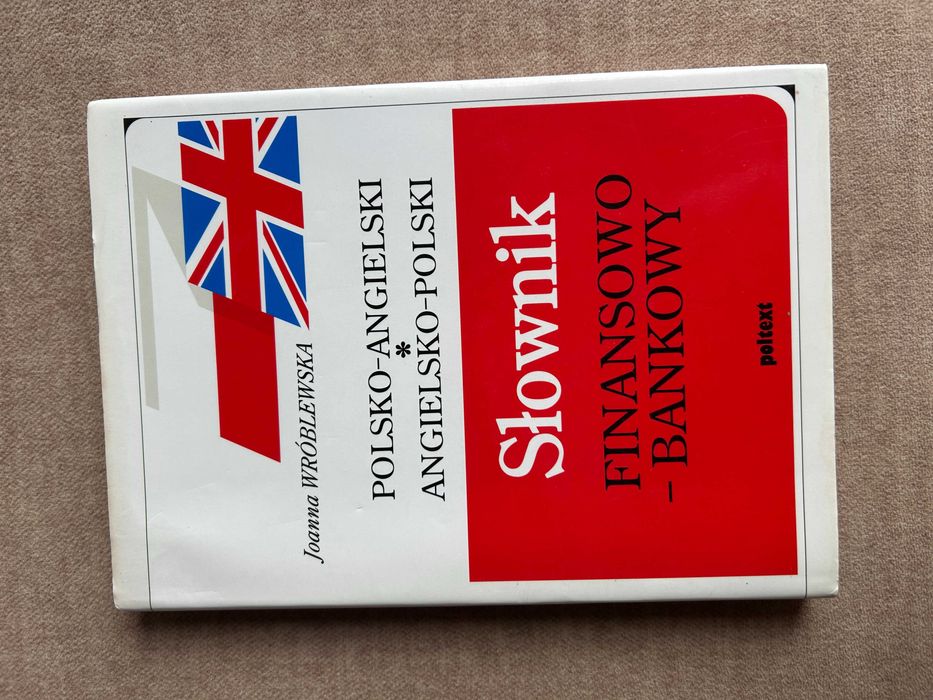 Joanna WRÓBLEWSKA
POLSKO-ANGIELSKI
*
ANGIELSKO-POLSKI
Słownik
FINANSOWO
– BANKOWY
poltext